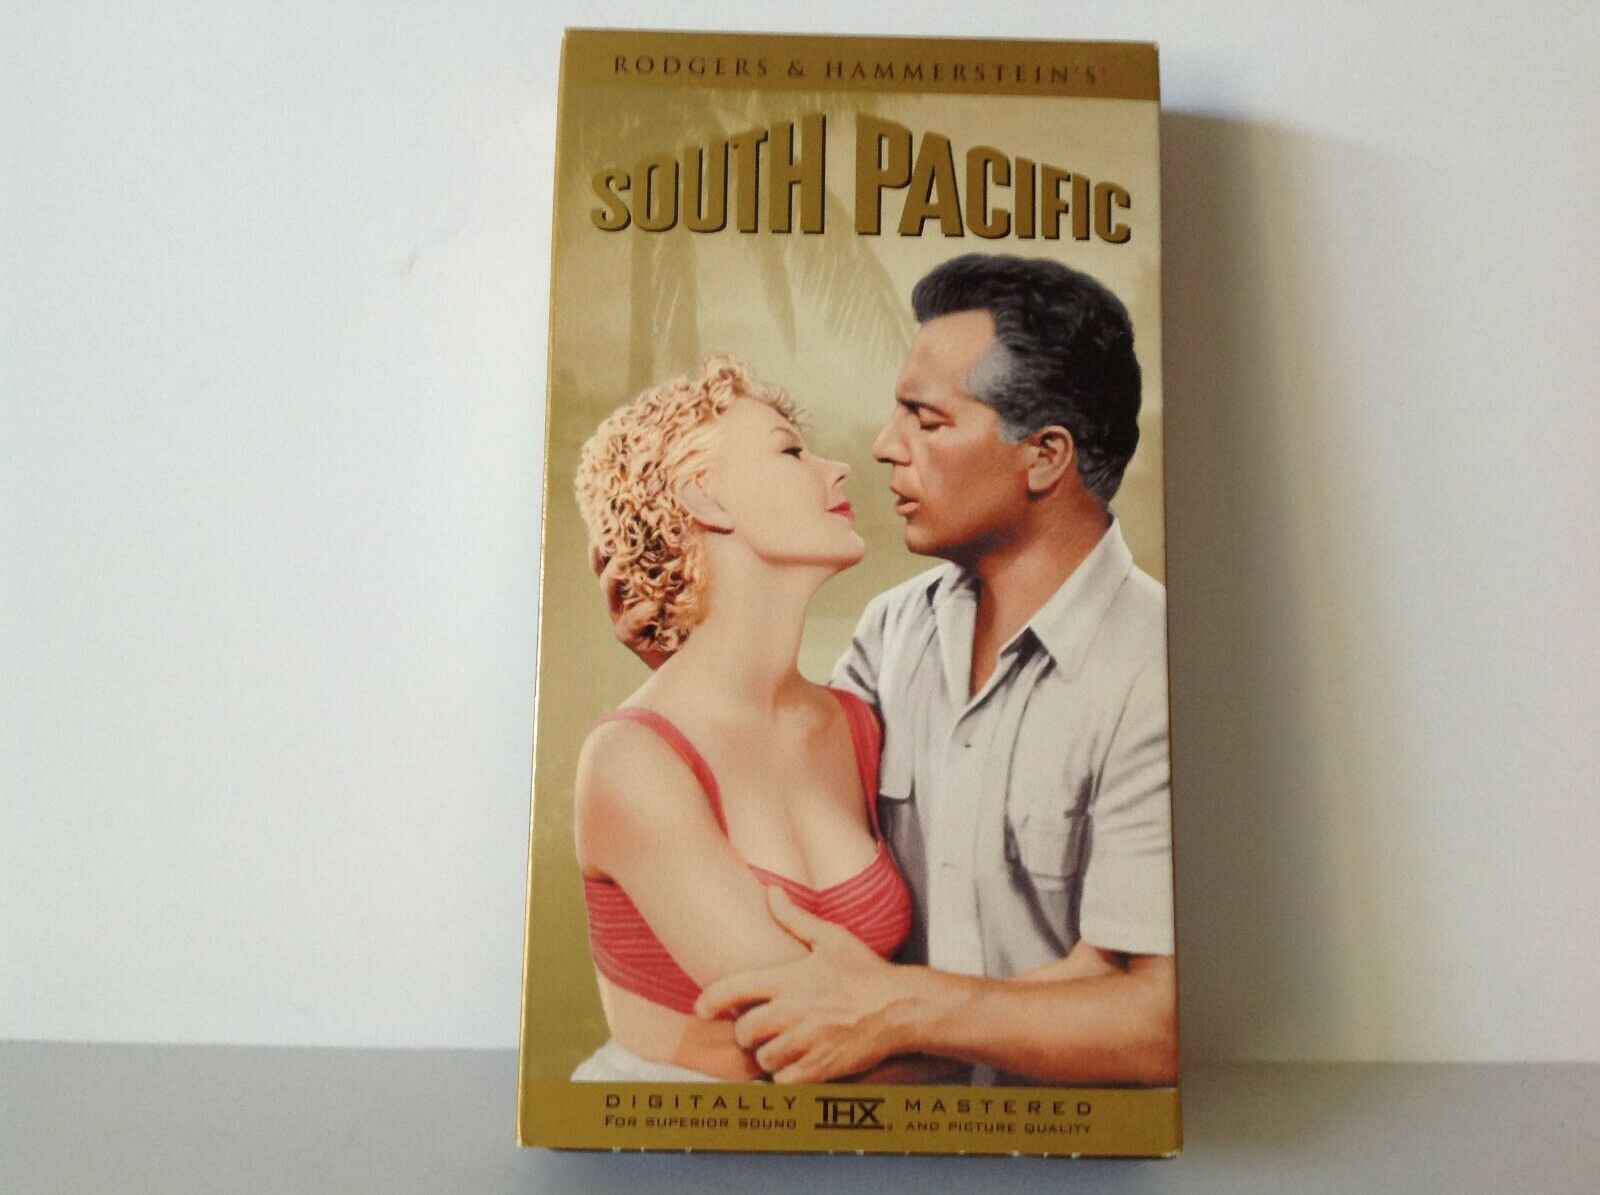 RODGERS & HAMMERSTEIN'S®
SOUTH PACIFIC
DIGITALLY THX MASTERED
FOR SUPERIOR SOUND AND PICTURE QUALITY